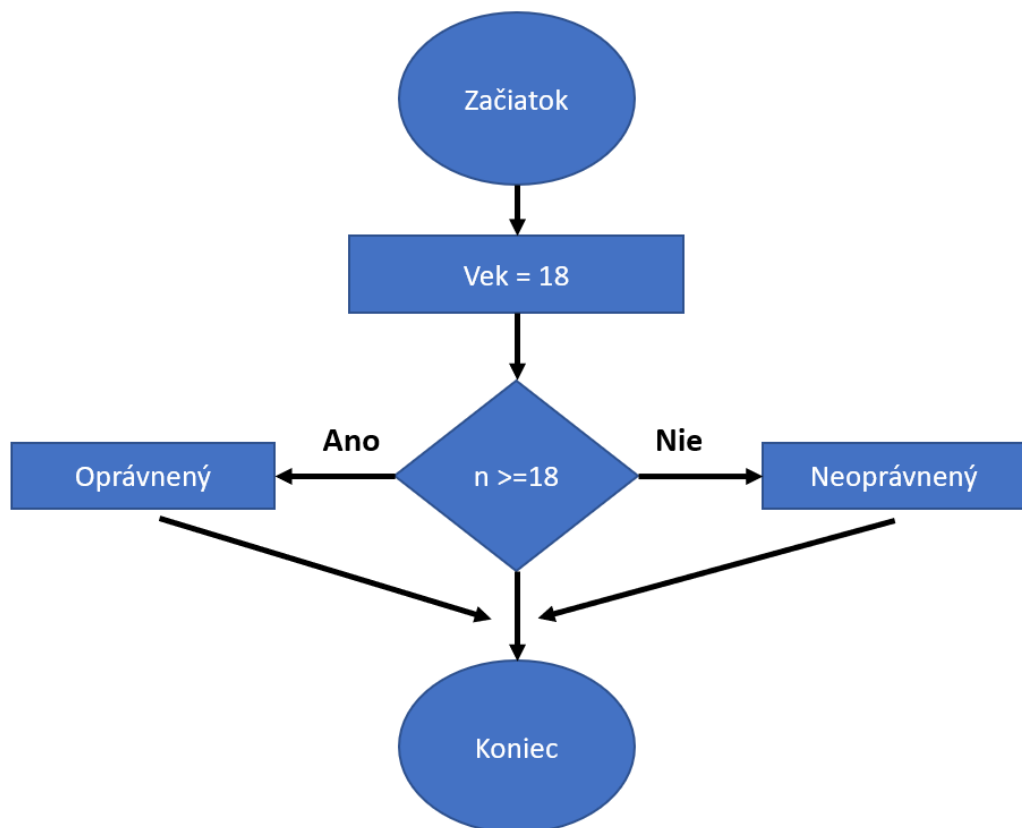 Začiatok
Vek = 18
Ano
Nie
Oprávnený
n >=18
Neoprávnený
Koniec